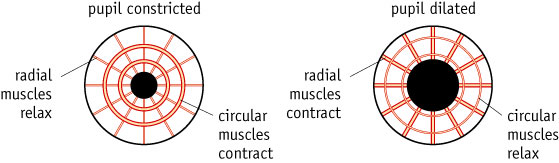 pupil constricted
radial
muscles
relax
circular
muscles
contract
pupil dilated
radial
muscles
contract
circular
muscles
relax